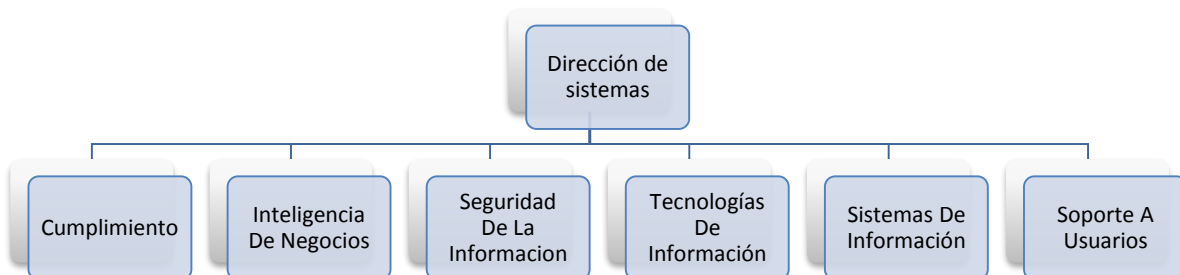 Dirección de
sistemas
Cumplimiento
Inteligencia
De Negocios
Seguridad
De La
Informacion
Tecnologías
De
Información
Sistemas De
Información
Soporte A
Usuarios